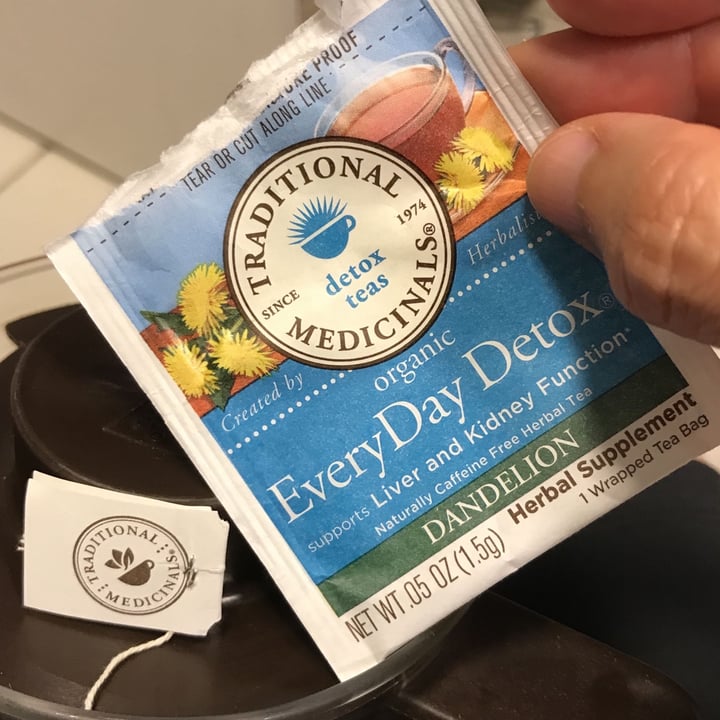 PROOF
TEAR OR CUT ALONG LINE
TRADITIONAL
MEDICINALS®
SINCE
1974
detox
teas
Created by
Herbalis
organic
EveryDay Detox®
supports Liver and Kidney Function*
Naturally Caffeine Free Herbal Tea
DANDELION
Herbal Supplement
1 Wrapped Tea Bag
NET WT .05 OZ (1.5g)
TRADITIONAL
MEDICINALS®